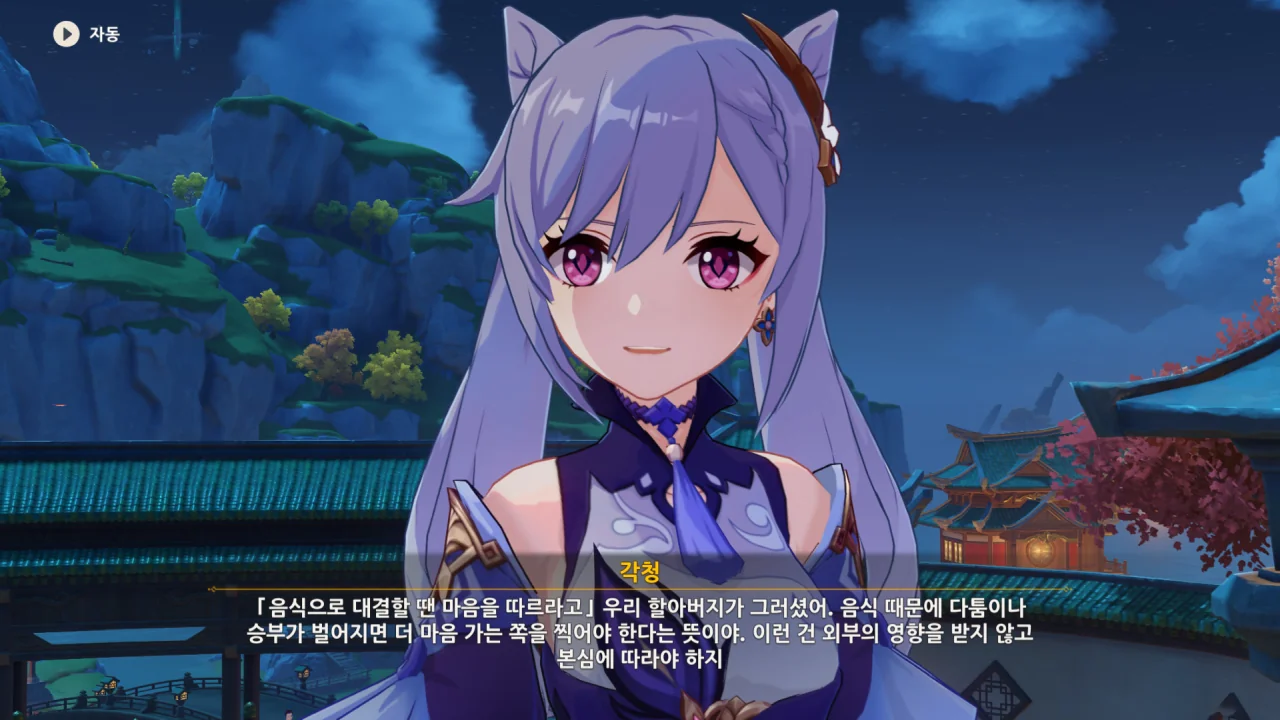 자동
각청
「음식으로 대결할 땐 마음을 따르라고」 우리 할아버지가 그러셨어. 음식 때문에 다툼이나
승부가 벌어지면 더 마음 가는 쪽을 찍어야 한다는 뜻이야. 이런 건 외부의 영향을 받지 않고
본심에 따라야 하지